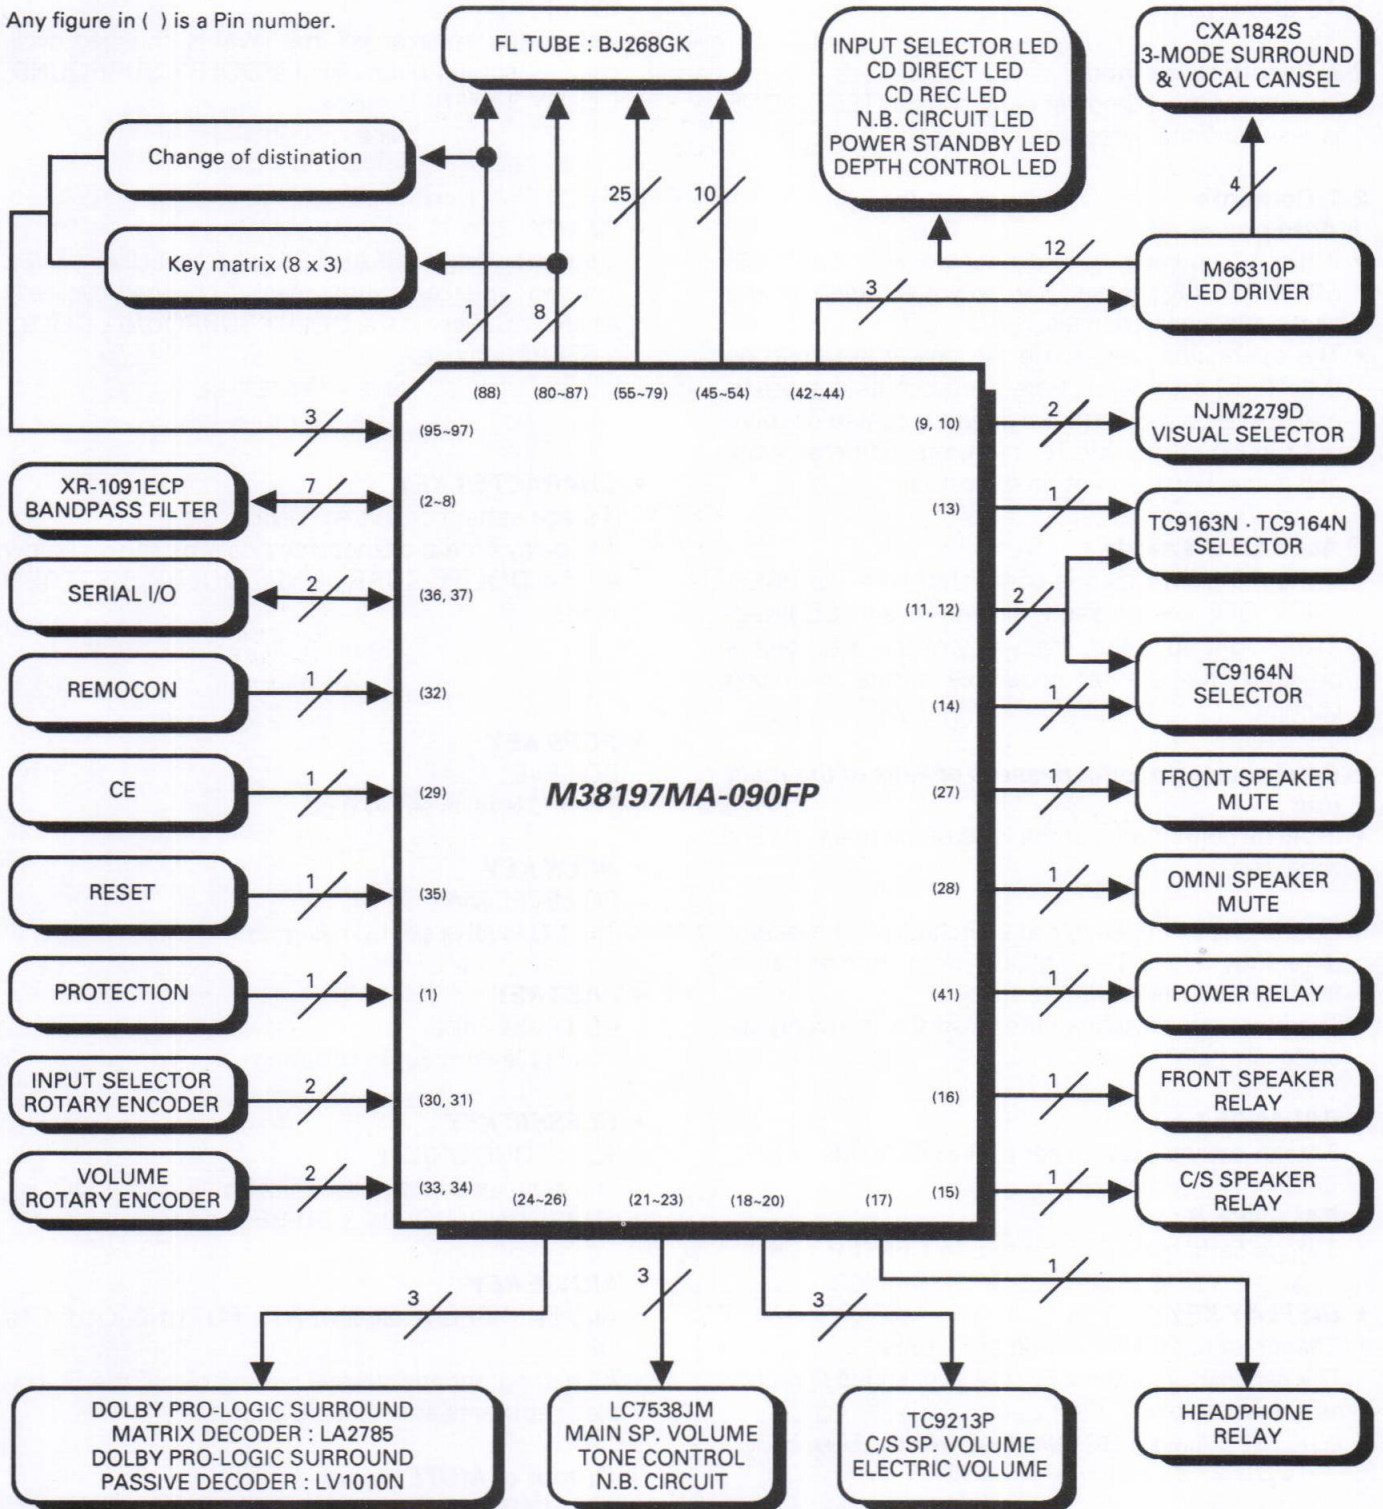 Any figure in ( ) is a Pin number.
FL TUBE : BJ268GK
INPUT SELECTOR LED
CD DIRECT LED
CD REC LED
N.B. CIRCUIT LED
POWER STANDBY LED
DEPTH CONTROL LED
CXA1842S
3-MODE SURROUND
& VOCAL CANSEL
Change of distination
Key matrix (8 x 3)
25
10
4
12
M66310P
LED DRIVER
3
1
8
(88)
(80~87)
(55~79)
(45~54)
(42~44)
3
(95~97)
(9, 10)
2
NJM2279D
VISUAL SELECTOR
XR-1091ECP
BANDPASS FILTER
7
(2~8)
(13)
1
TC9163N · TC9164N
SELECTOR
SERIAL I/O
2
(36, 37)
(11, 12)
2
REMOCON
1
(32)
(14)
1
TC9164N
SELECTOR
CE
1
(29)
M38197MA-090FP
(27)
1
FRONT SPEAKER
MUTE
RESET
1
(35)
(28)
1
OMNI SPEAKER
MUTE
PROTECTION
1
(1)
(41)
1
POWER RELAY
INPUT SELECTOR
ROTARY ENCODER
2
(30, 31)
(16)
1
FRONT SPEAKER
RELAY
VOLUME
ROTARY ENCODER
2
(33, 34)
(24~26)
(21~23)
(18~20)
(17)
(15)
1
C/S SPEAKER
RELAY
3
3
3
1
DOLBY PRO-LOGIC SURROUND
MATRIX DECODER : LA2785
DOLBY PRO-LOGIC SURROUND
PASSIVE DECODER : LV1010N
LC7538JM
MAIN SP. VOLUME
TONE CONTROL
N.B. CIRCUIT
TC9213P
C/S SP. VOLUME
ELECTRIC VOLUME
HEADPHONE
RELAY